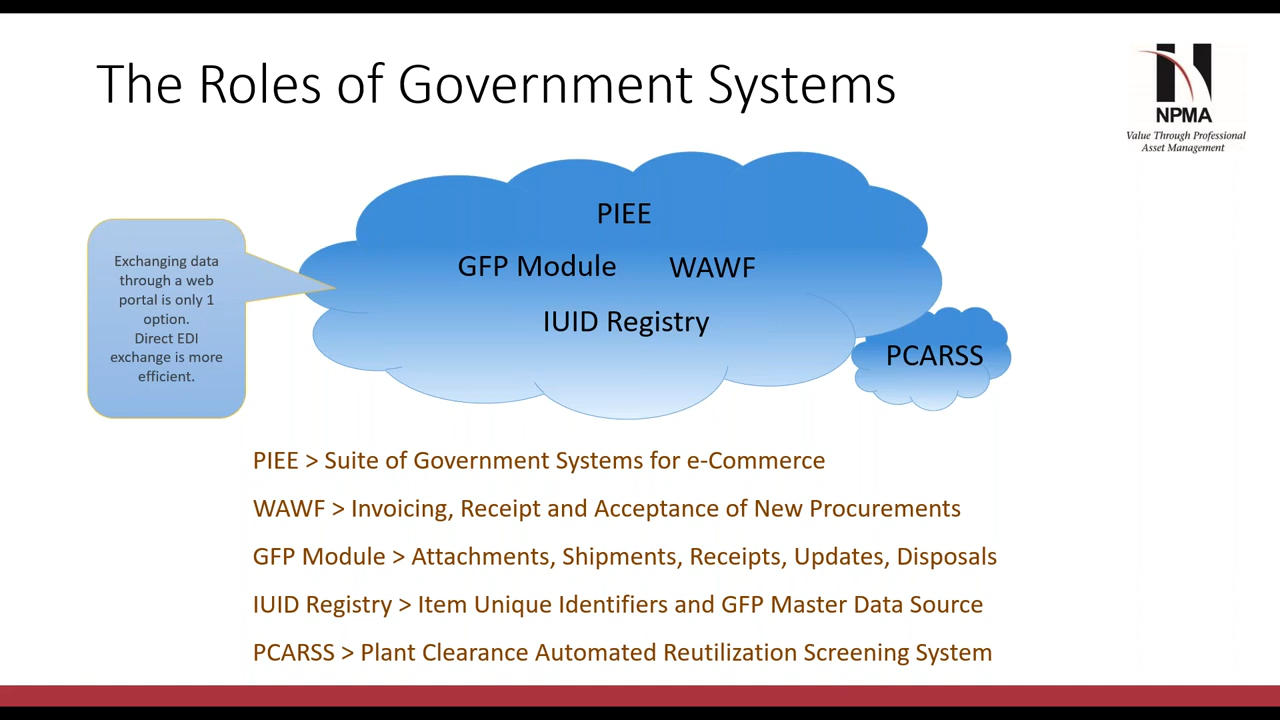 The Roles of Government Systems
NPMA
Value Through Professional
Asset Management
PIEE
GFP Module WAWF
IUID Registry
PCARSS
Exchanging data
through a web
portal is only 1
option.
Direct EDI
exchange is more
efficient.
PIEE > Suite of Government Systems for e-Commerce
WAWF > Invoicing, Receipt and Acceptance of New Procurements
GFP Module > Attachments, Shipments, Receipts, Updates, Disposals
IUID Registry > Item Unique Identifiers and GFP Master Data Source
PCARSS > Plant Clearance Automated Reutilization Screening System